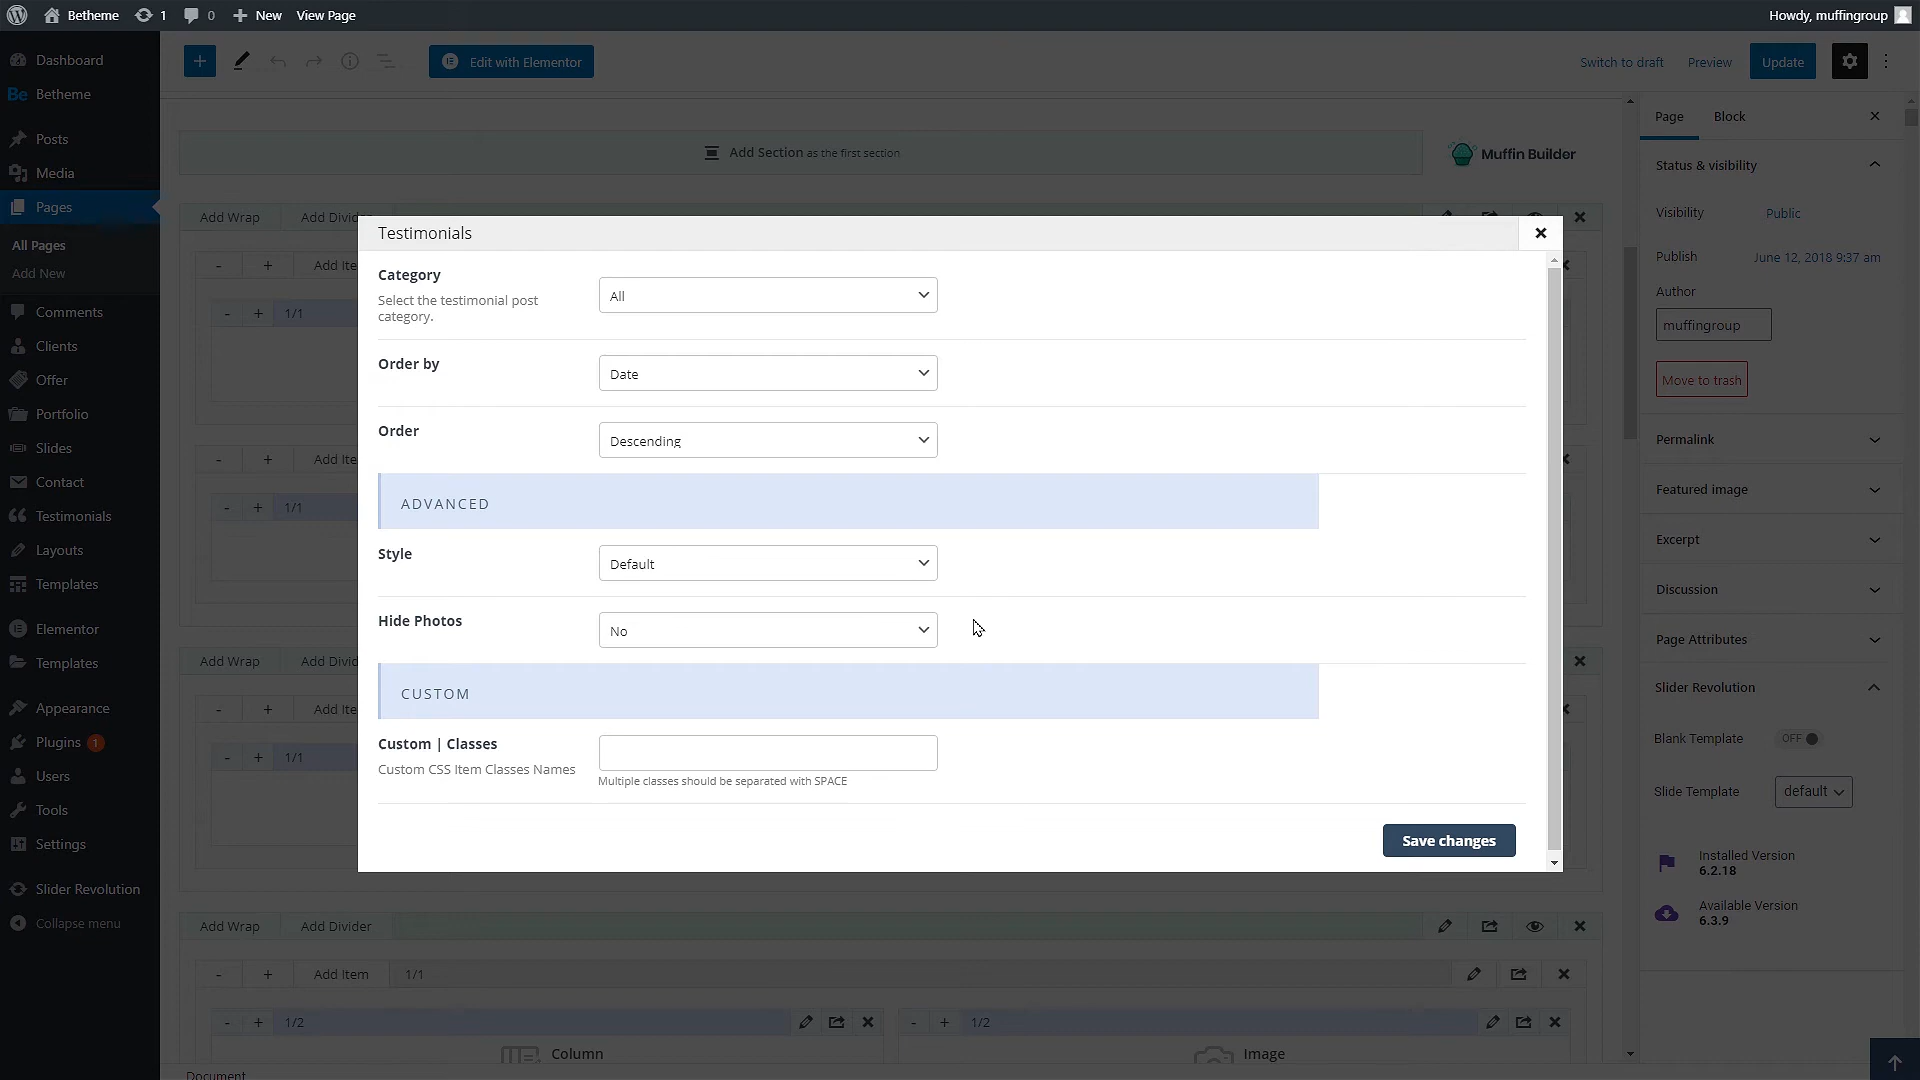 Betheme
1
0
New
View Page
Howdy, muffingroup
Dashboard
Betheme
Posts
Media
Pages
All Pages
Add New
Comments
Clients
Offer
Portfolio
Slides
Contact
Testimonials
Layouts
Templates
Elementor
Templates
Appearance
Plugins 1
Users
Tools
Settings
Slider Revolution
Collapse menu
Edit with Elementor
Switch to draft
Preview
Update
Add Section as the first section
Muffin Builder
Add Wrap
Add Divider
- + Add Ite
- + 1/1
- + Add Ite
- + 1/1
Add Wrap
Add Divid
- + Add Ite
- + 1/1
Testimonials
Category
Select the testimonial post
category.
All
Order by
Date
Order
Descending
ADVANCED
Style
Default
Hide Photos
No
CUSTOM
Custom | Classes
Custom CSS Item Classes Names
Multiple classes should be separated with SPACE
Save changes
Add Wrap
Add Divider
- + Add Item 1/1
- + 1/2
- + 1/2
Column
Image
Document
Page
Block
Status & visibility
Visibility
Public
Publish
June 12, 2018 9:37 am
Author
muffingroup
Move to trash
Permalink
Featured image
Excerpt
Discussion
Page Attributes
Slider Revolution
Blank Template
OFF
Slide Template
default
Installed Version
6.2.18
Available Version
6.3.9